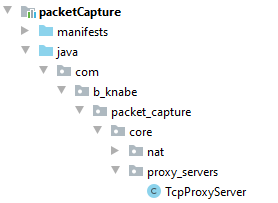 packetCapture
manifests
java
com
b_knabe
packet_capture
core
nat
proxy_servers
C TcpProxyServer